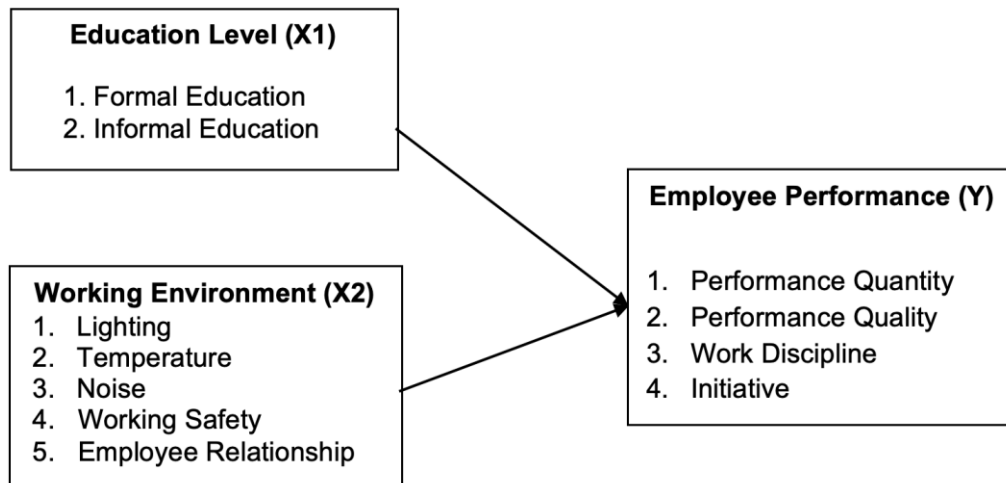 Education Level (X1)
1. Formal Education
2. Informal Education
Working Environment (X2)
1. Lighting
2. Temperature
3. Noise
4. Working Safety
5. Employee Relationship
Employee Performance (Y)
1. Performance Quantity
2. Performance Quality
3. Work Discipline
4. Initiative